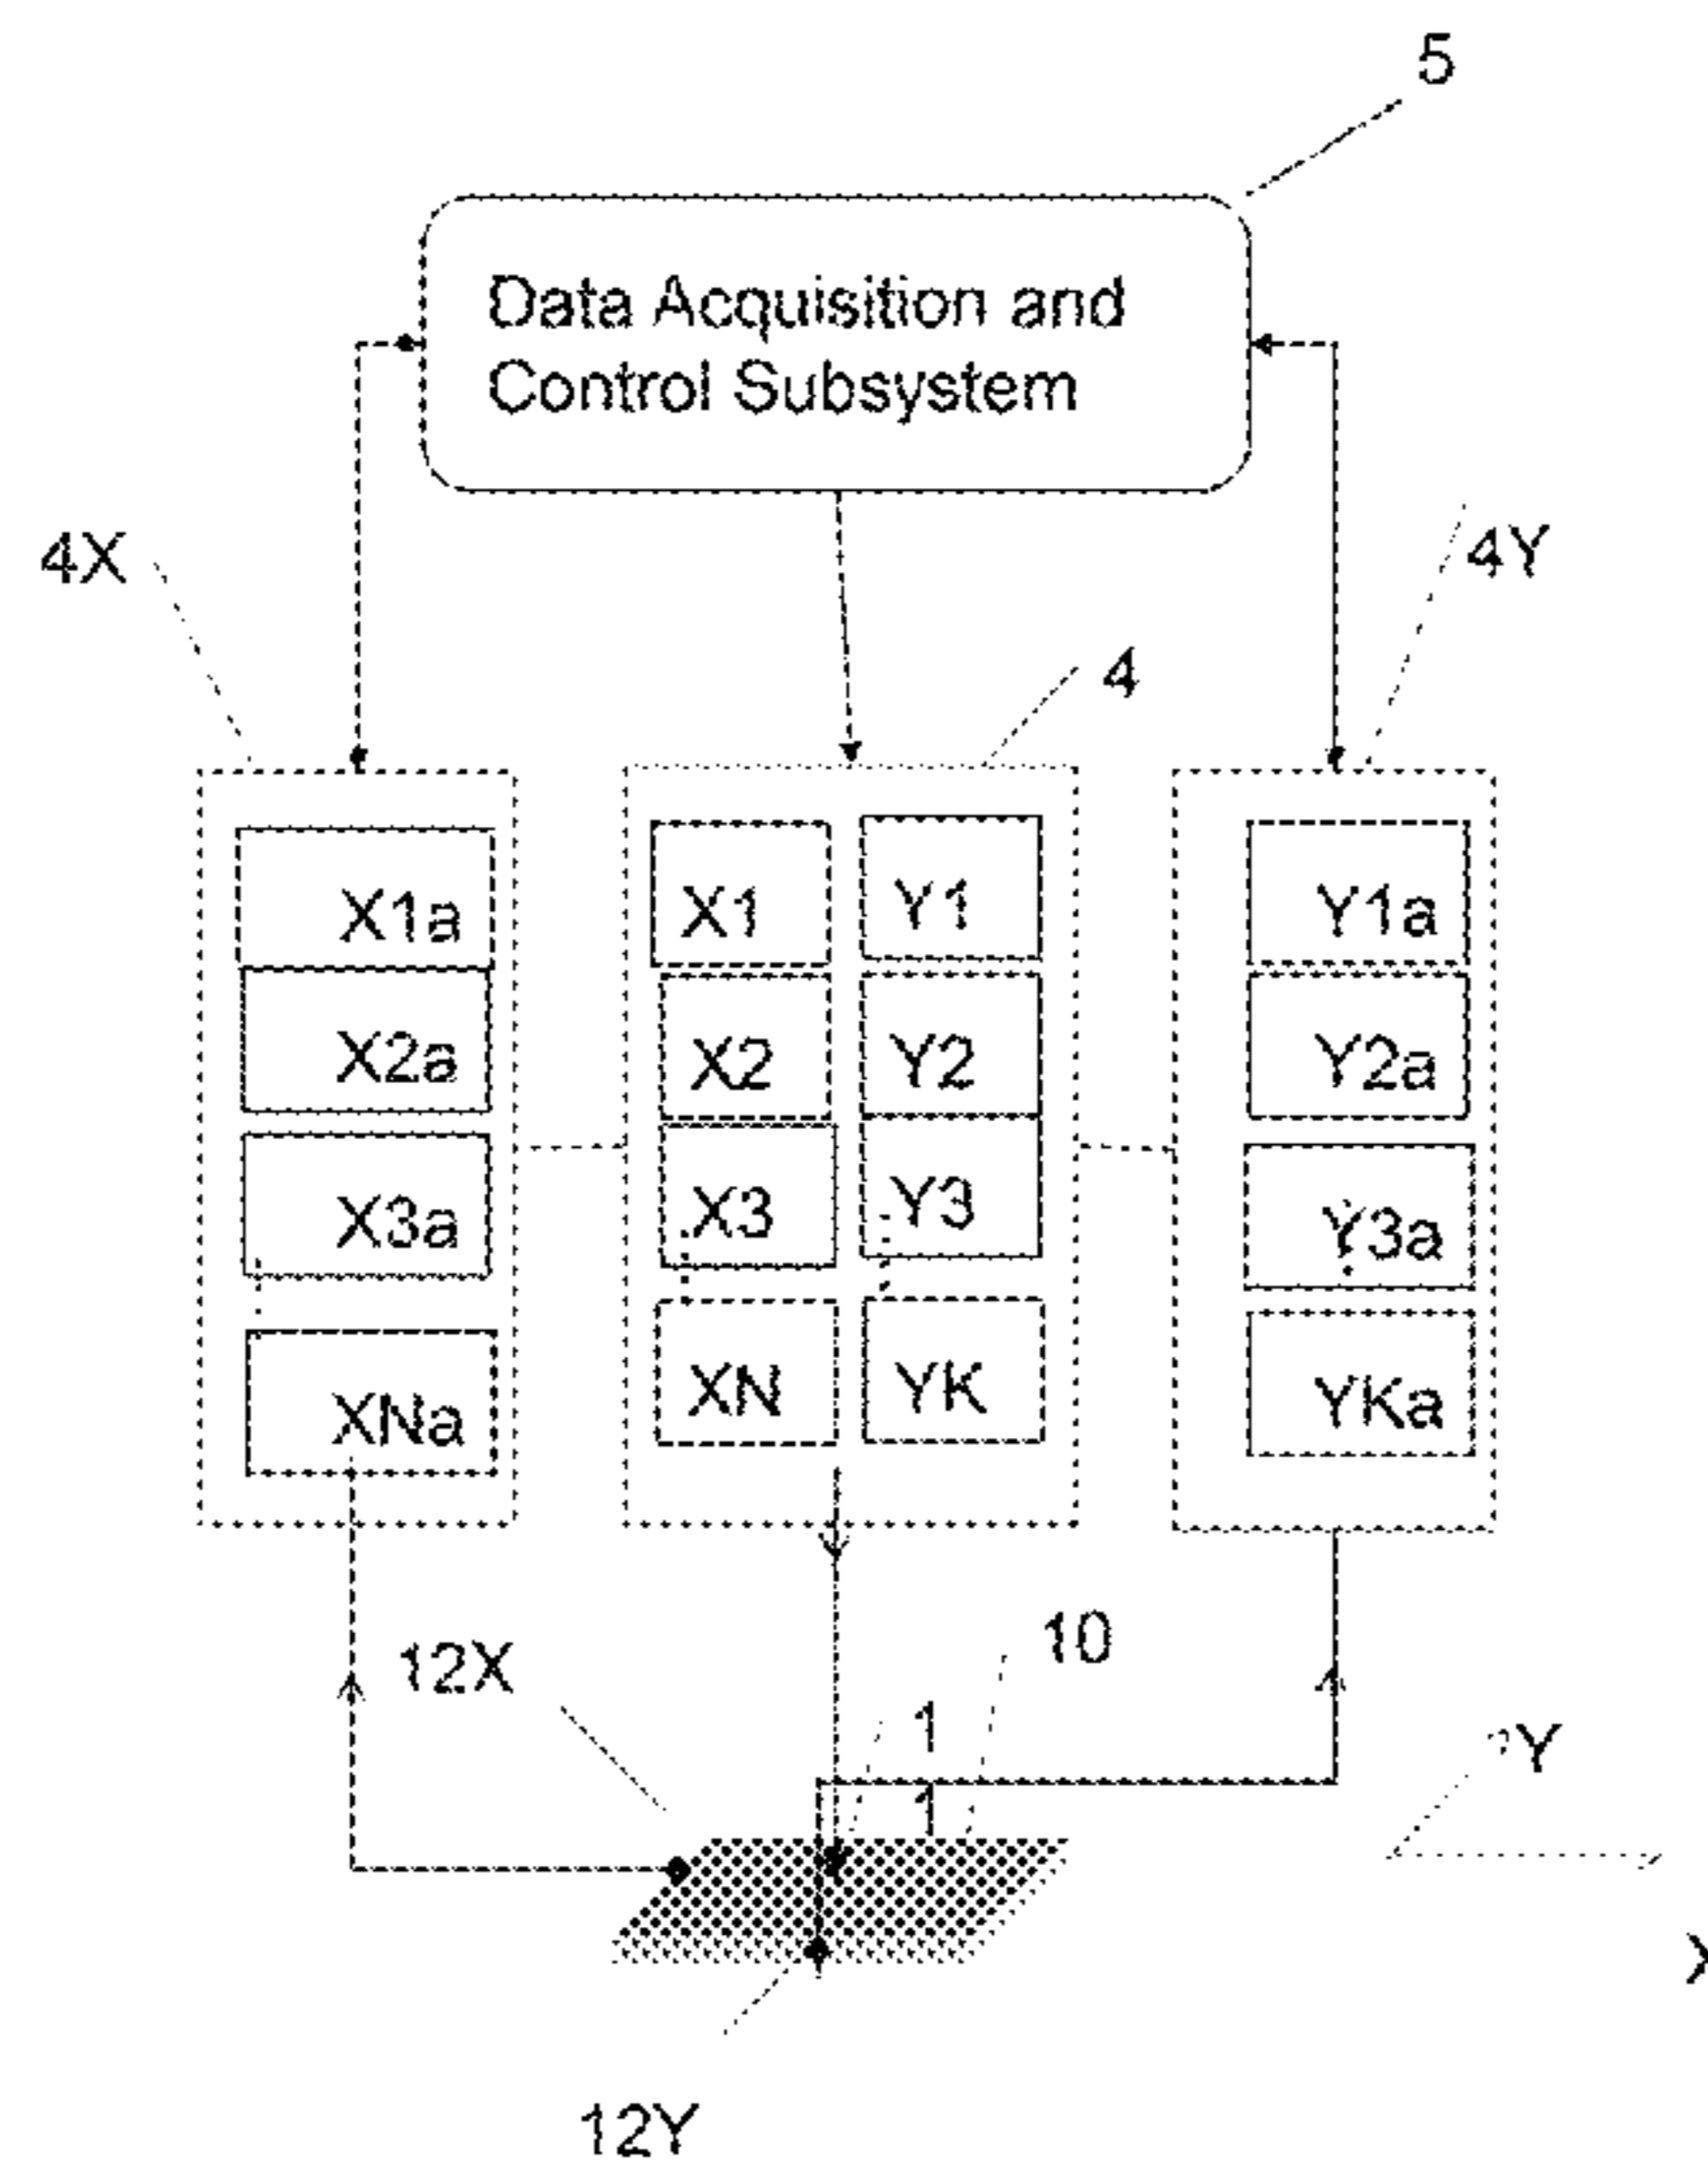 5
Data Acquisition and
Control Subsystem
4X
4Y
4
X1a
X1
Y1
Y1a
X2a
X2
Y2
Y2a
X3a
X3
Y3
Y3a
XNa
XN
YK
YKa
12X
10
1
1
Y
X
12Y